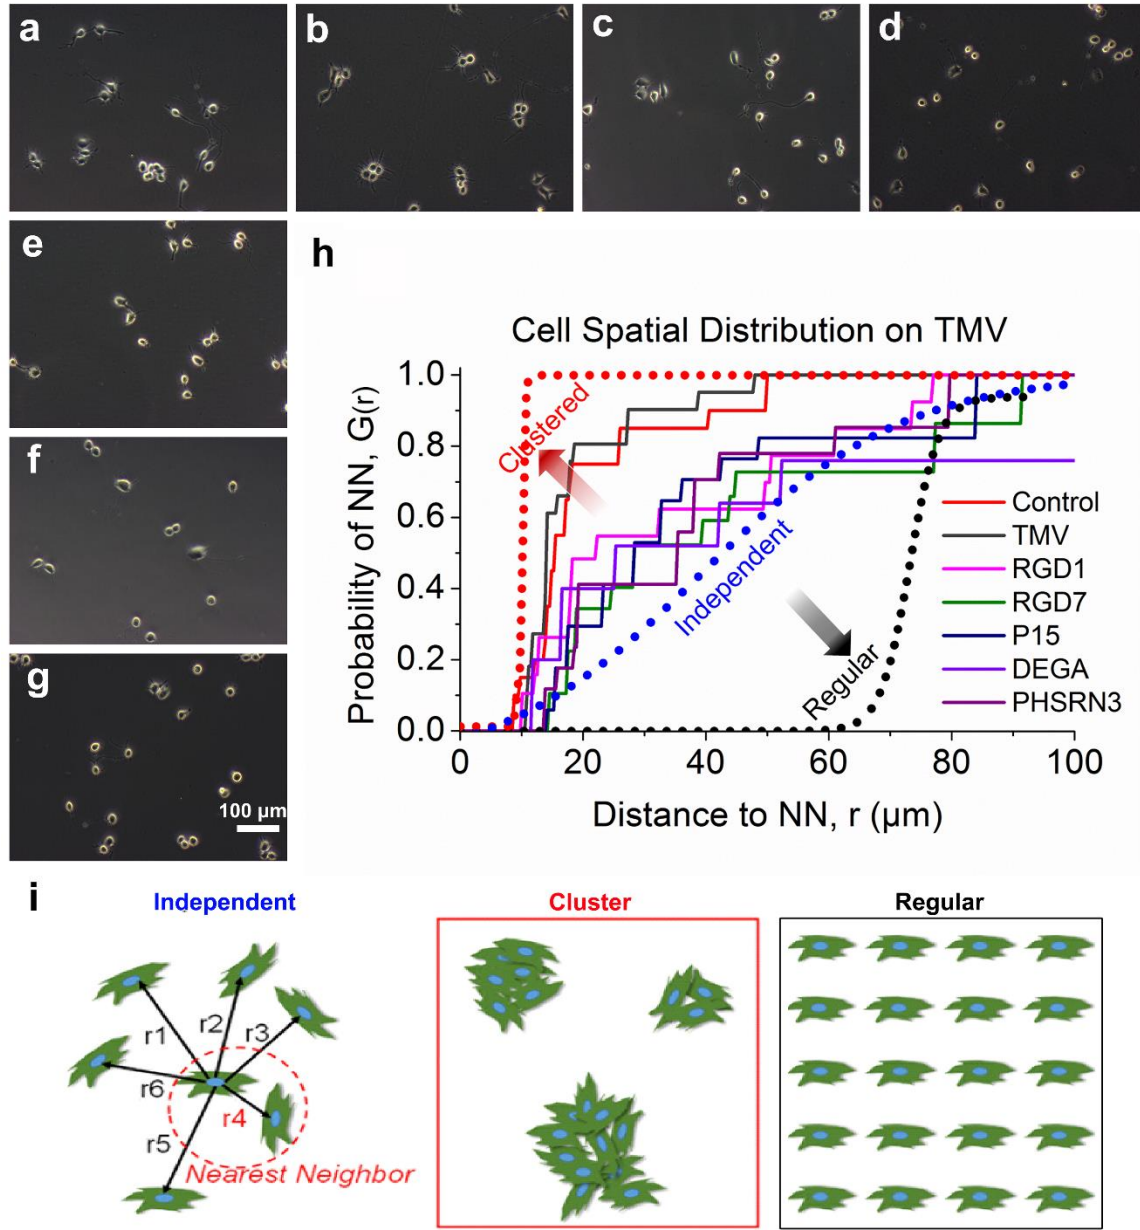 a
b
c
d
e
f
g
100 µm
h
Cell Spatial Distribution on TMV
Probability of NN, G(r)
1.0
0.8
0.6
0.4
0.2
0.0
Clustered
Independent
Regular
Control
TMV
RGD1
RGD7
P15
DEGA
PHSRN3
0 20 40 60 80 100
Distance to NN, r (µm)
i
Independent
Cluster
Regular
r1
r2
r3
r6
r4
r5
Nearest Neighbor